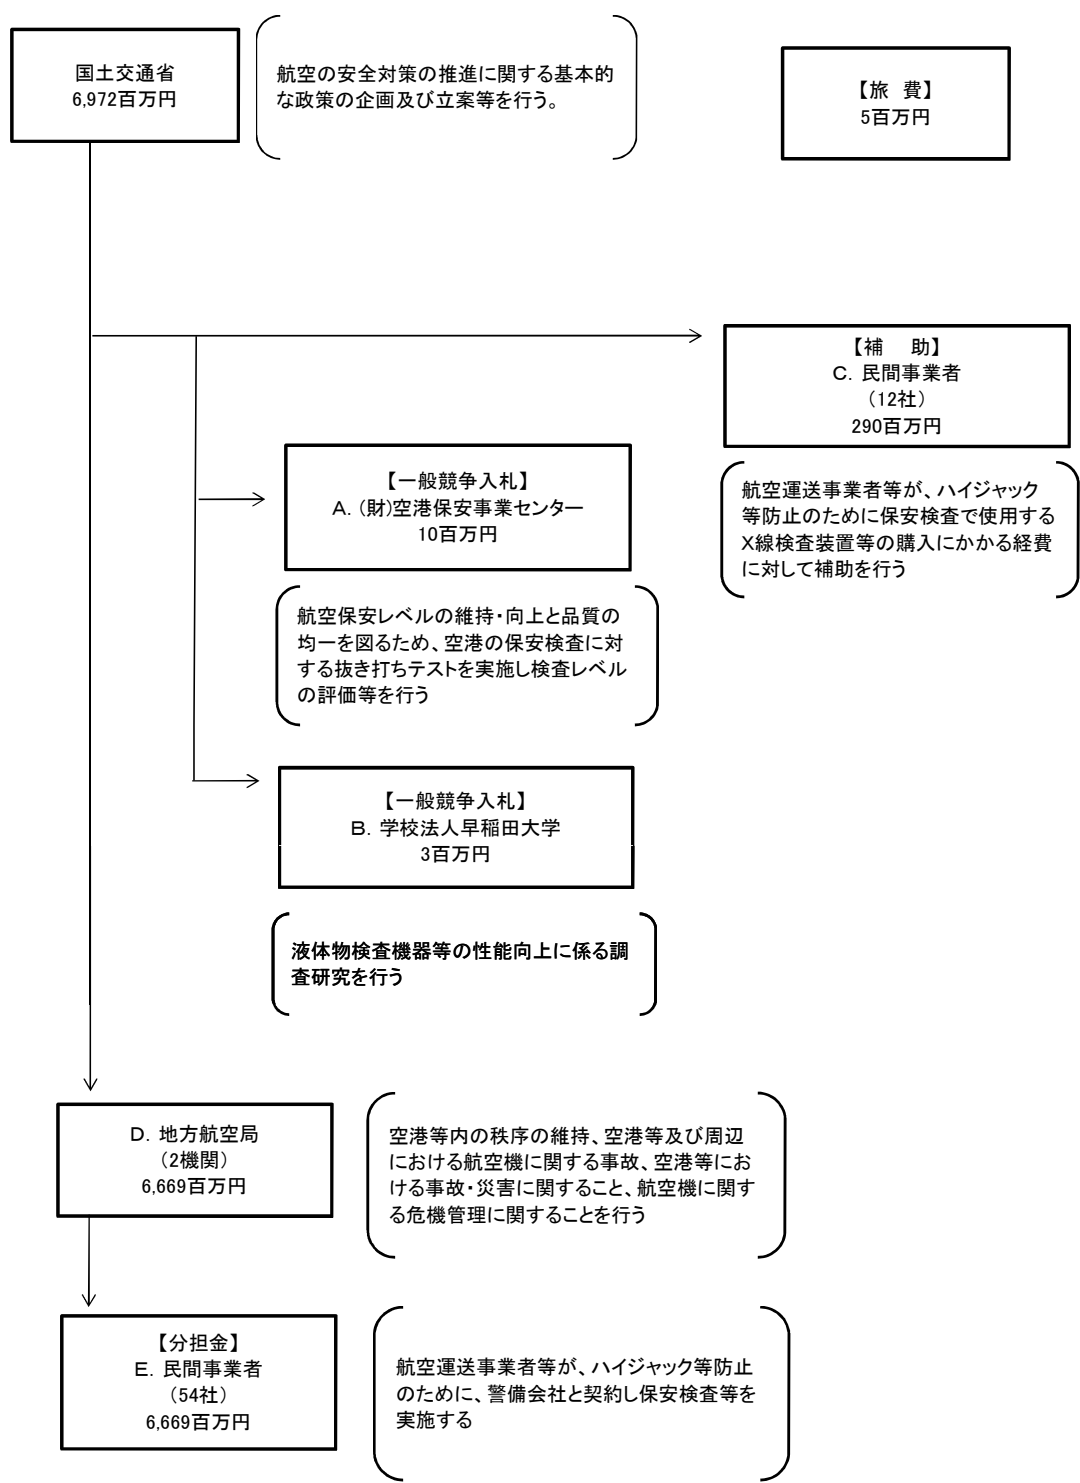 国土交通省
6,972百万円
航空の安全対策の推進に関する基本的
な政策の企画及び立案等を行う。
【旅　費】
5百万円
【補　　助】
C．民間事業者
（12社）
290百万円
航空運送事業者等が、ハイジャック
等防止のために保安検査で使用する
X線検査装置等の購入にかかる経費
に対して補助を行う
【一般競争入札】
A．(財)空港保安事業センター
10百万円
航空保安レベルの維持・向上と品質の
均一を図るため、空港の保安検査に対
する抜き打ちテストを実施し検査レベル
の評価等を行う
【一般競争入札】
B．学校法人早稲田大学
3百万円
液体物検査機器等の性能向上に係る調
査研究を行う
D．地方航空局
（2機関）
6,669百万円
空港等内の秩序の維持、空港等及び周辺
における航空機に関する事故、空港等にお
ける事故・災害に関すること、航空機に関す
る危機管理に関することを行う
【分担金】
E．民間事業者
（54社）
6,669百万円
航空運送事業者等が、ハイジャック等防止
のために、警備会社と契約し保安検査等を
実施する